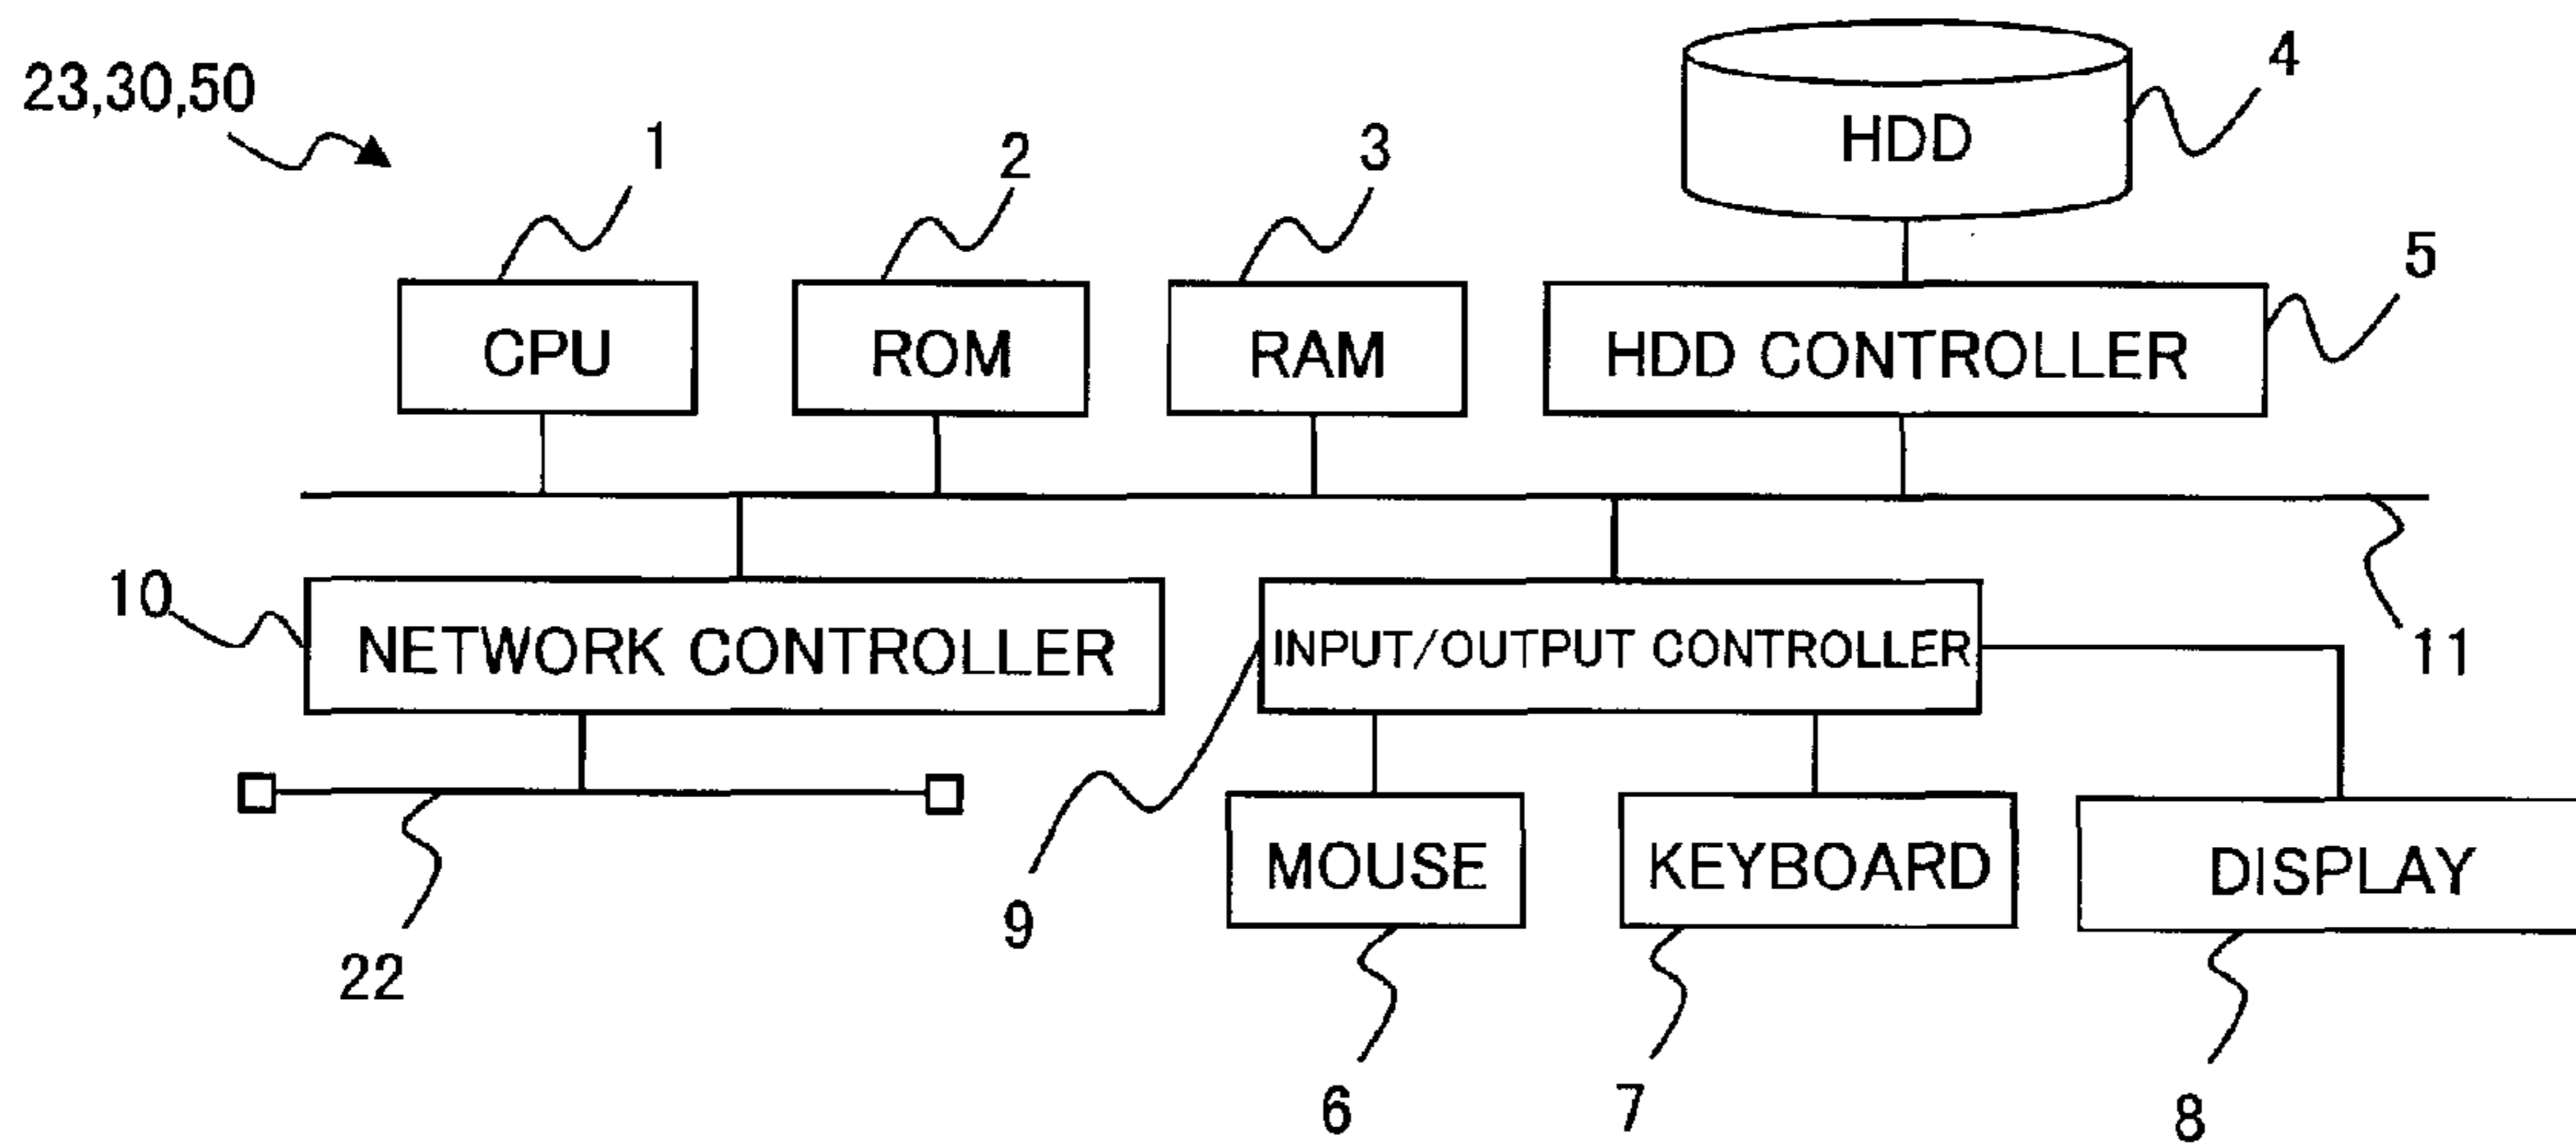 23,30,50
1
2
3
4
HDD
5
CPU
ROM
RAM
HDD CONTROLLER
10
NETWORK CONTROLLER
INPUT/OUTPUT CONTROLLER
11
MOUSE
KEYBOARD
DISPLAY
9
22
6
7
8